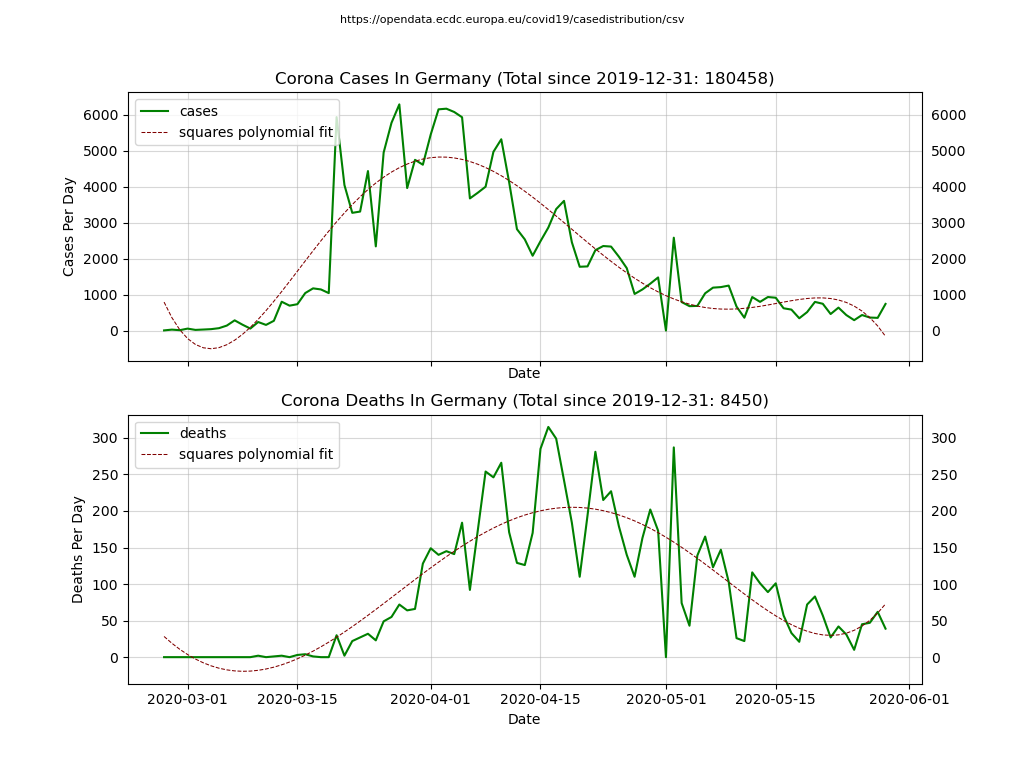 https://opendata.ecdc.europa.eu/covid19/casedistribution/csv
Corona Cases In Germany (Total since 2019-12-31: 180458)
cases
squares polynomial fit
Cases Per Day
6000
5000
4000
3000
2000
1000
0
6000
5000
4000
3000
2000
1000
0
Date
Corona Deaths In Germany (Total since 2019-12-31: 8450)
deaths
squares polynomial fit
Deaths Per Day
300
250
200
150
100
50
0
300
250
200
150
100
50
0
2020-03-01 2020-03-15 2020-04-01 2020-04-15 2020-05-01 2020-05-15 2020-06-01
Date